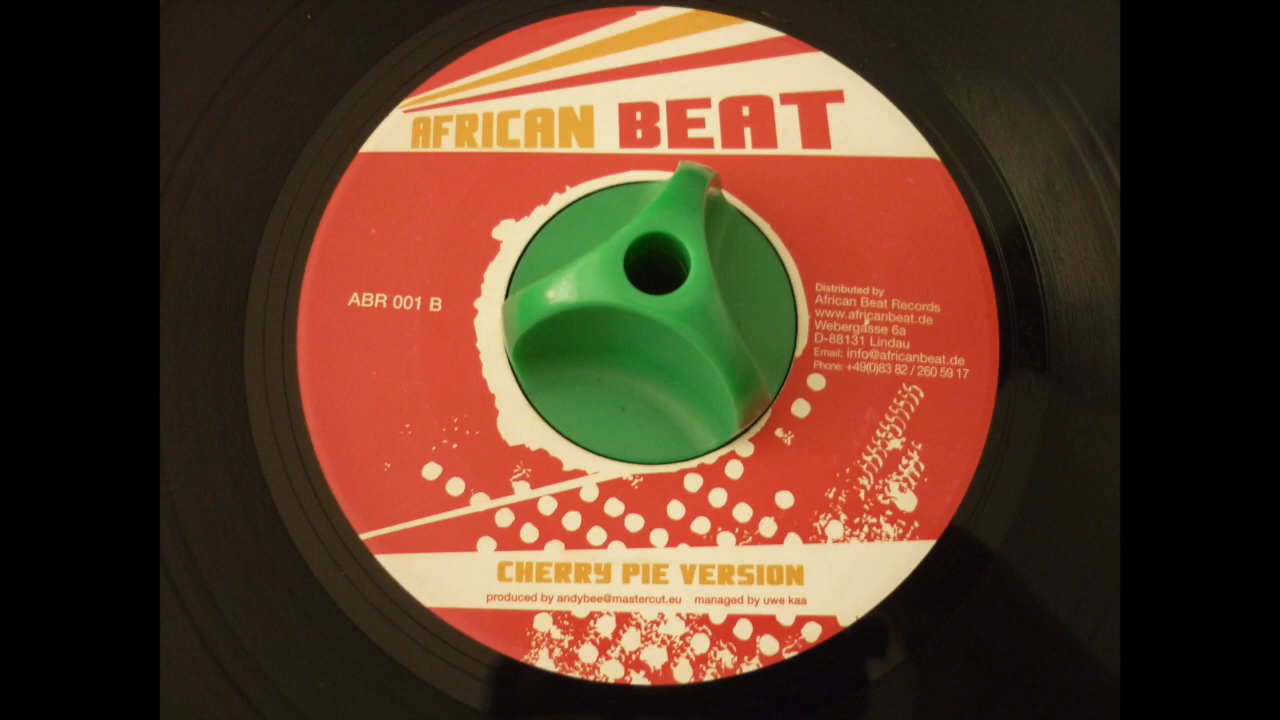 AFRICAN BEAT
ABR 001 B
Distributed by
African Beat Records
www.africanbeat.de
Webergasse 6a
D-88131 Lindau
Email: info@africanbeat.de
Phone: +49(0)83 82 / 260 59 17
CHERRY PIE VERSION
produced by andybee@mastercut.eu managed by uwe kaa